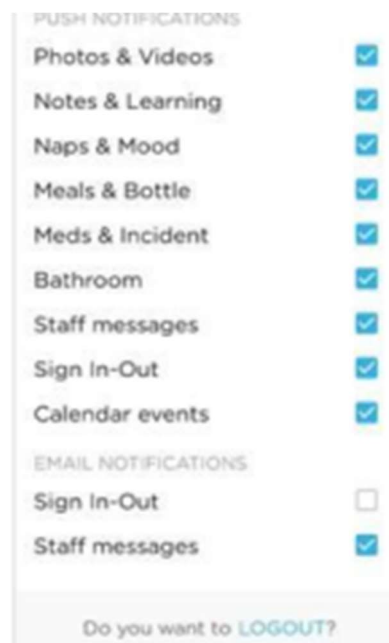 PUSH NOTIFICATIONS
Photos & Videos
Notes & Learning
Naps & Mood
Meals & Bottle
Meds & Incident
Bathroom
Staff messages
Sign In-Out
Calendar events
EMAIL NOTIFICATIONS
Sign In-Out
Staff messages
Do you want to LOGOUT?